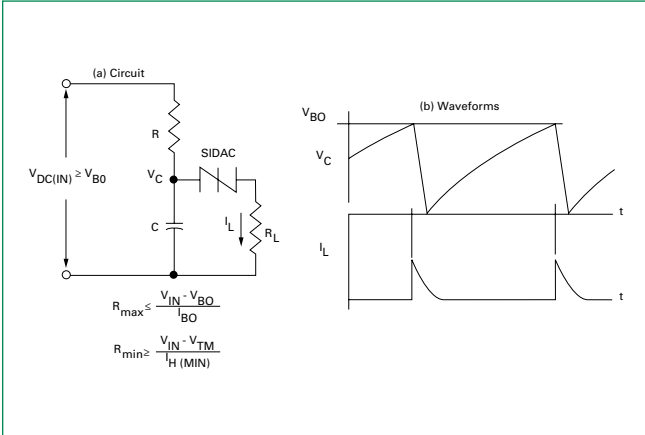 (a) Circuit
R
SIDAC
V_DC(IN) ≥ V_B0
V_C
C
I_L
R_L
R_max ≤ (V_IN - V_BO) / I_BO
R_min ≥ (V_IN - V_TM) / I_H (MIN)
(b) Waveforms
V_BO
V_C
t
I_L
t